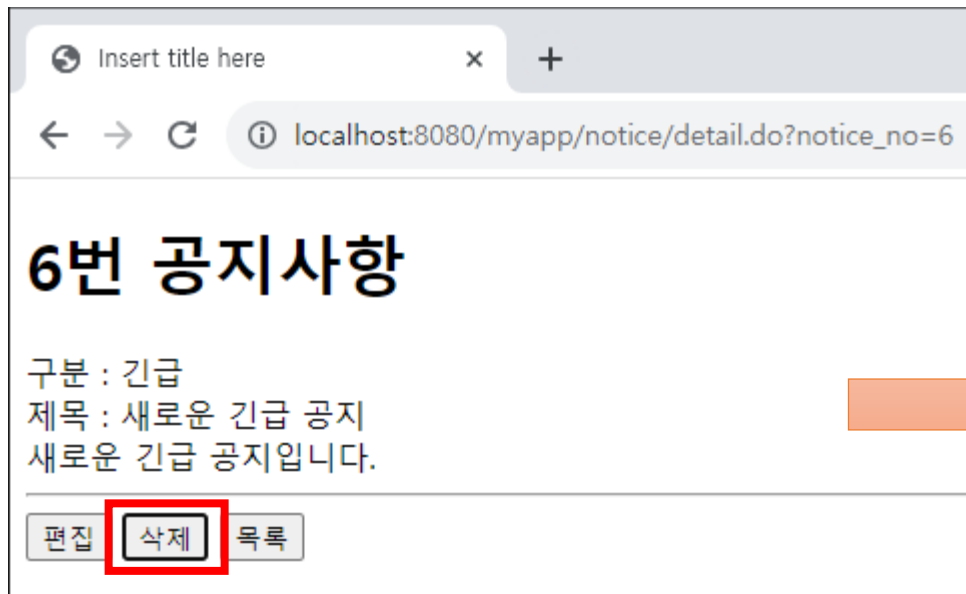 Insert title here
localhost:8080/myapp/notice/detail.do?notice_no=6
6번 공지사항
구분 : 긴급
제목 : 새로운 긴급 공지
새로운 긴급 공지입니다.
편집 삭제 목록